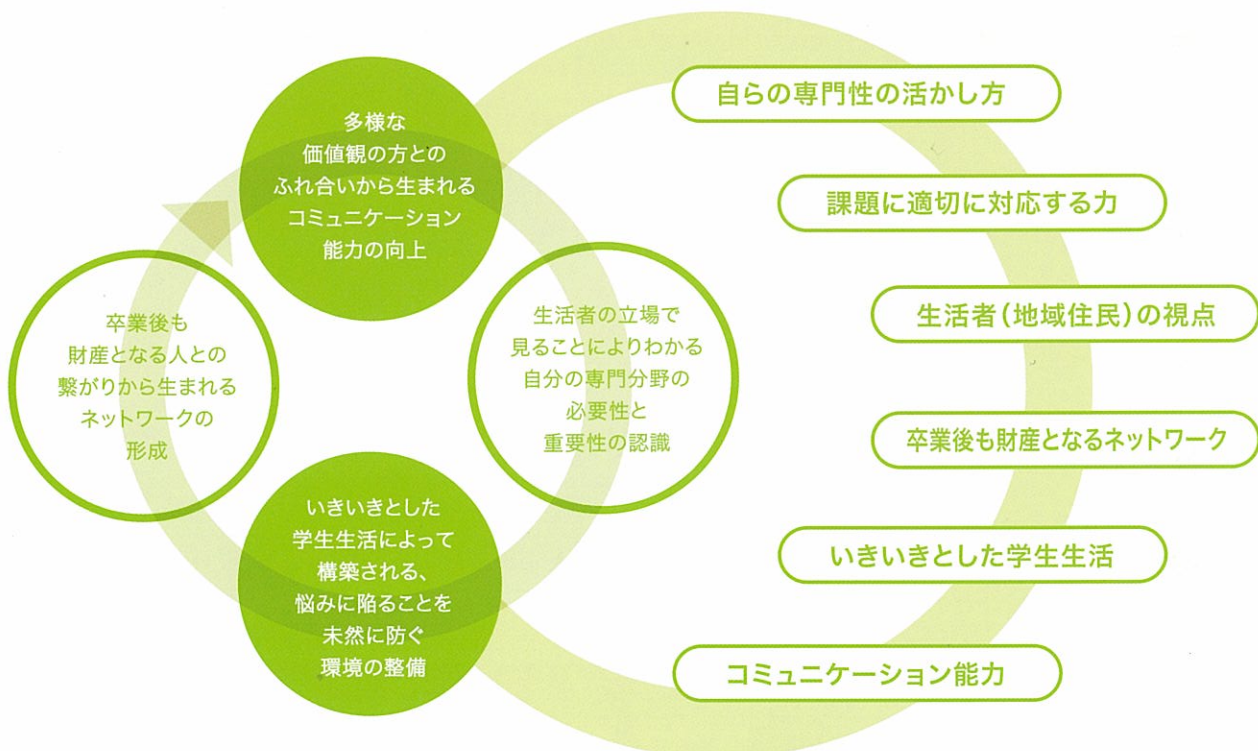 多様な
価値観の方との
ふれ合いから生まれる
コミュニケーション
能力の向上
卒業後も
財産となる人との
繋がりから生まれる
ネットワークの
形成
生活者の立場で
見ることによりわかる
自分の専門分野の
必要性と
重要性の認識
いきいきとした
学生生活によって
構築される、
悩みに陥ることを
未然に防ぐ
環境の整備
自らの専門性の活かし方
課題に適切に対応する力
生活者（地域住民）の視点
卒業後も財産となるネットワーク
いきいきとした学生生活
コミュニケーション能力